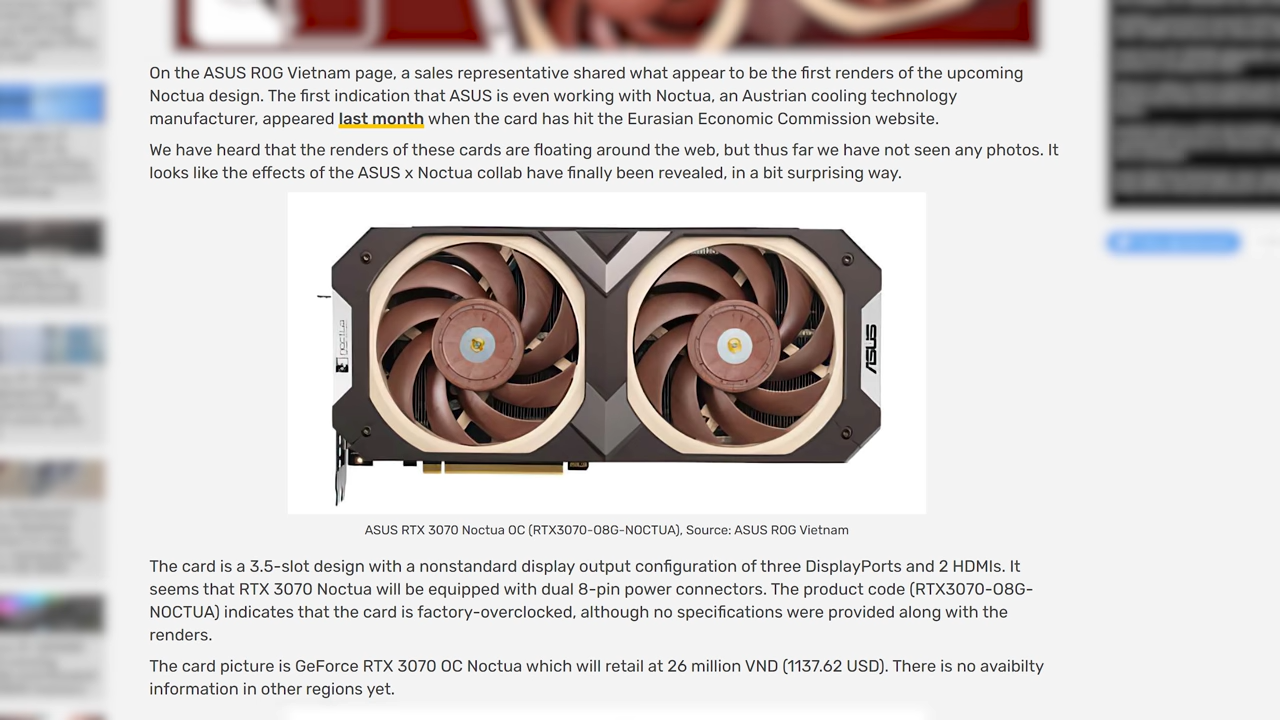 On the ASUS ROG Vietnam page, a sales representative shared what appear to be the first renders of the upcoming
Noctua design. The first indication that ASUS is even working with Noctua, an Austrian cooling technology
manufacturer, appeared last month when the card has hit the Eurasian Economic Commission website.
We have heard that the renders of these cards are floating around the web, but thus far we have not seen any photos. It
looks like the effects of the ASUS x Noctua collab have finally been revealed, in a bit surprising way.
noctua
ASUS
ASUS RTX 3070 Noctua OC (RTX3070-O8G-NOCTUA), Source: ASUS ROG Vietnam
The card is a 3.5-slot design with a nonstandard display output configuration of three DisplayPorts and 2 HDMIs. It
seems that RTX 3070 Noctua will be equipped with dual 8-pin power connectors. The product code (RTX3070-O8G-
NOCTUA) indicates that the card is factory-overclocked, although no specifications were provided along with the
renders.
The card picture is GeForce RTX 3070 OC Noctua which will retail at 26 million VND (1137.62 USD). There is no avaibilty
information in other regions yet.